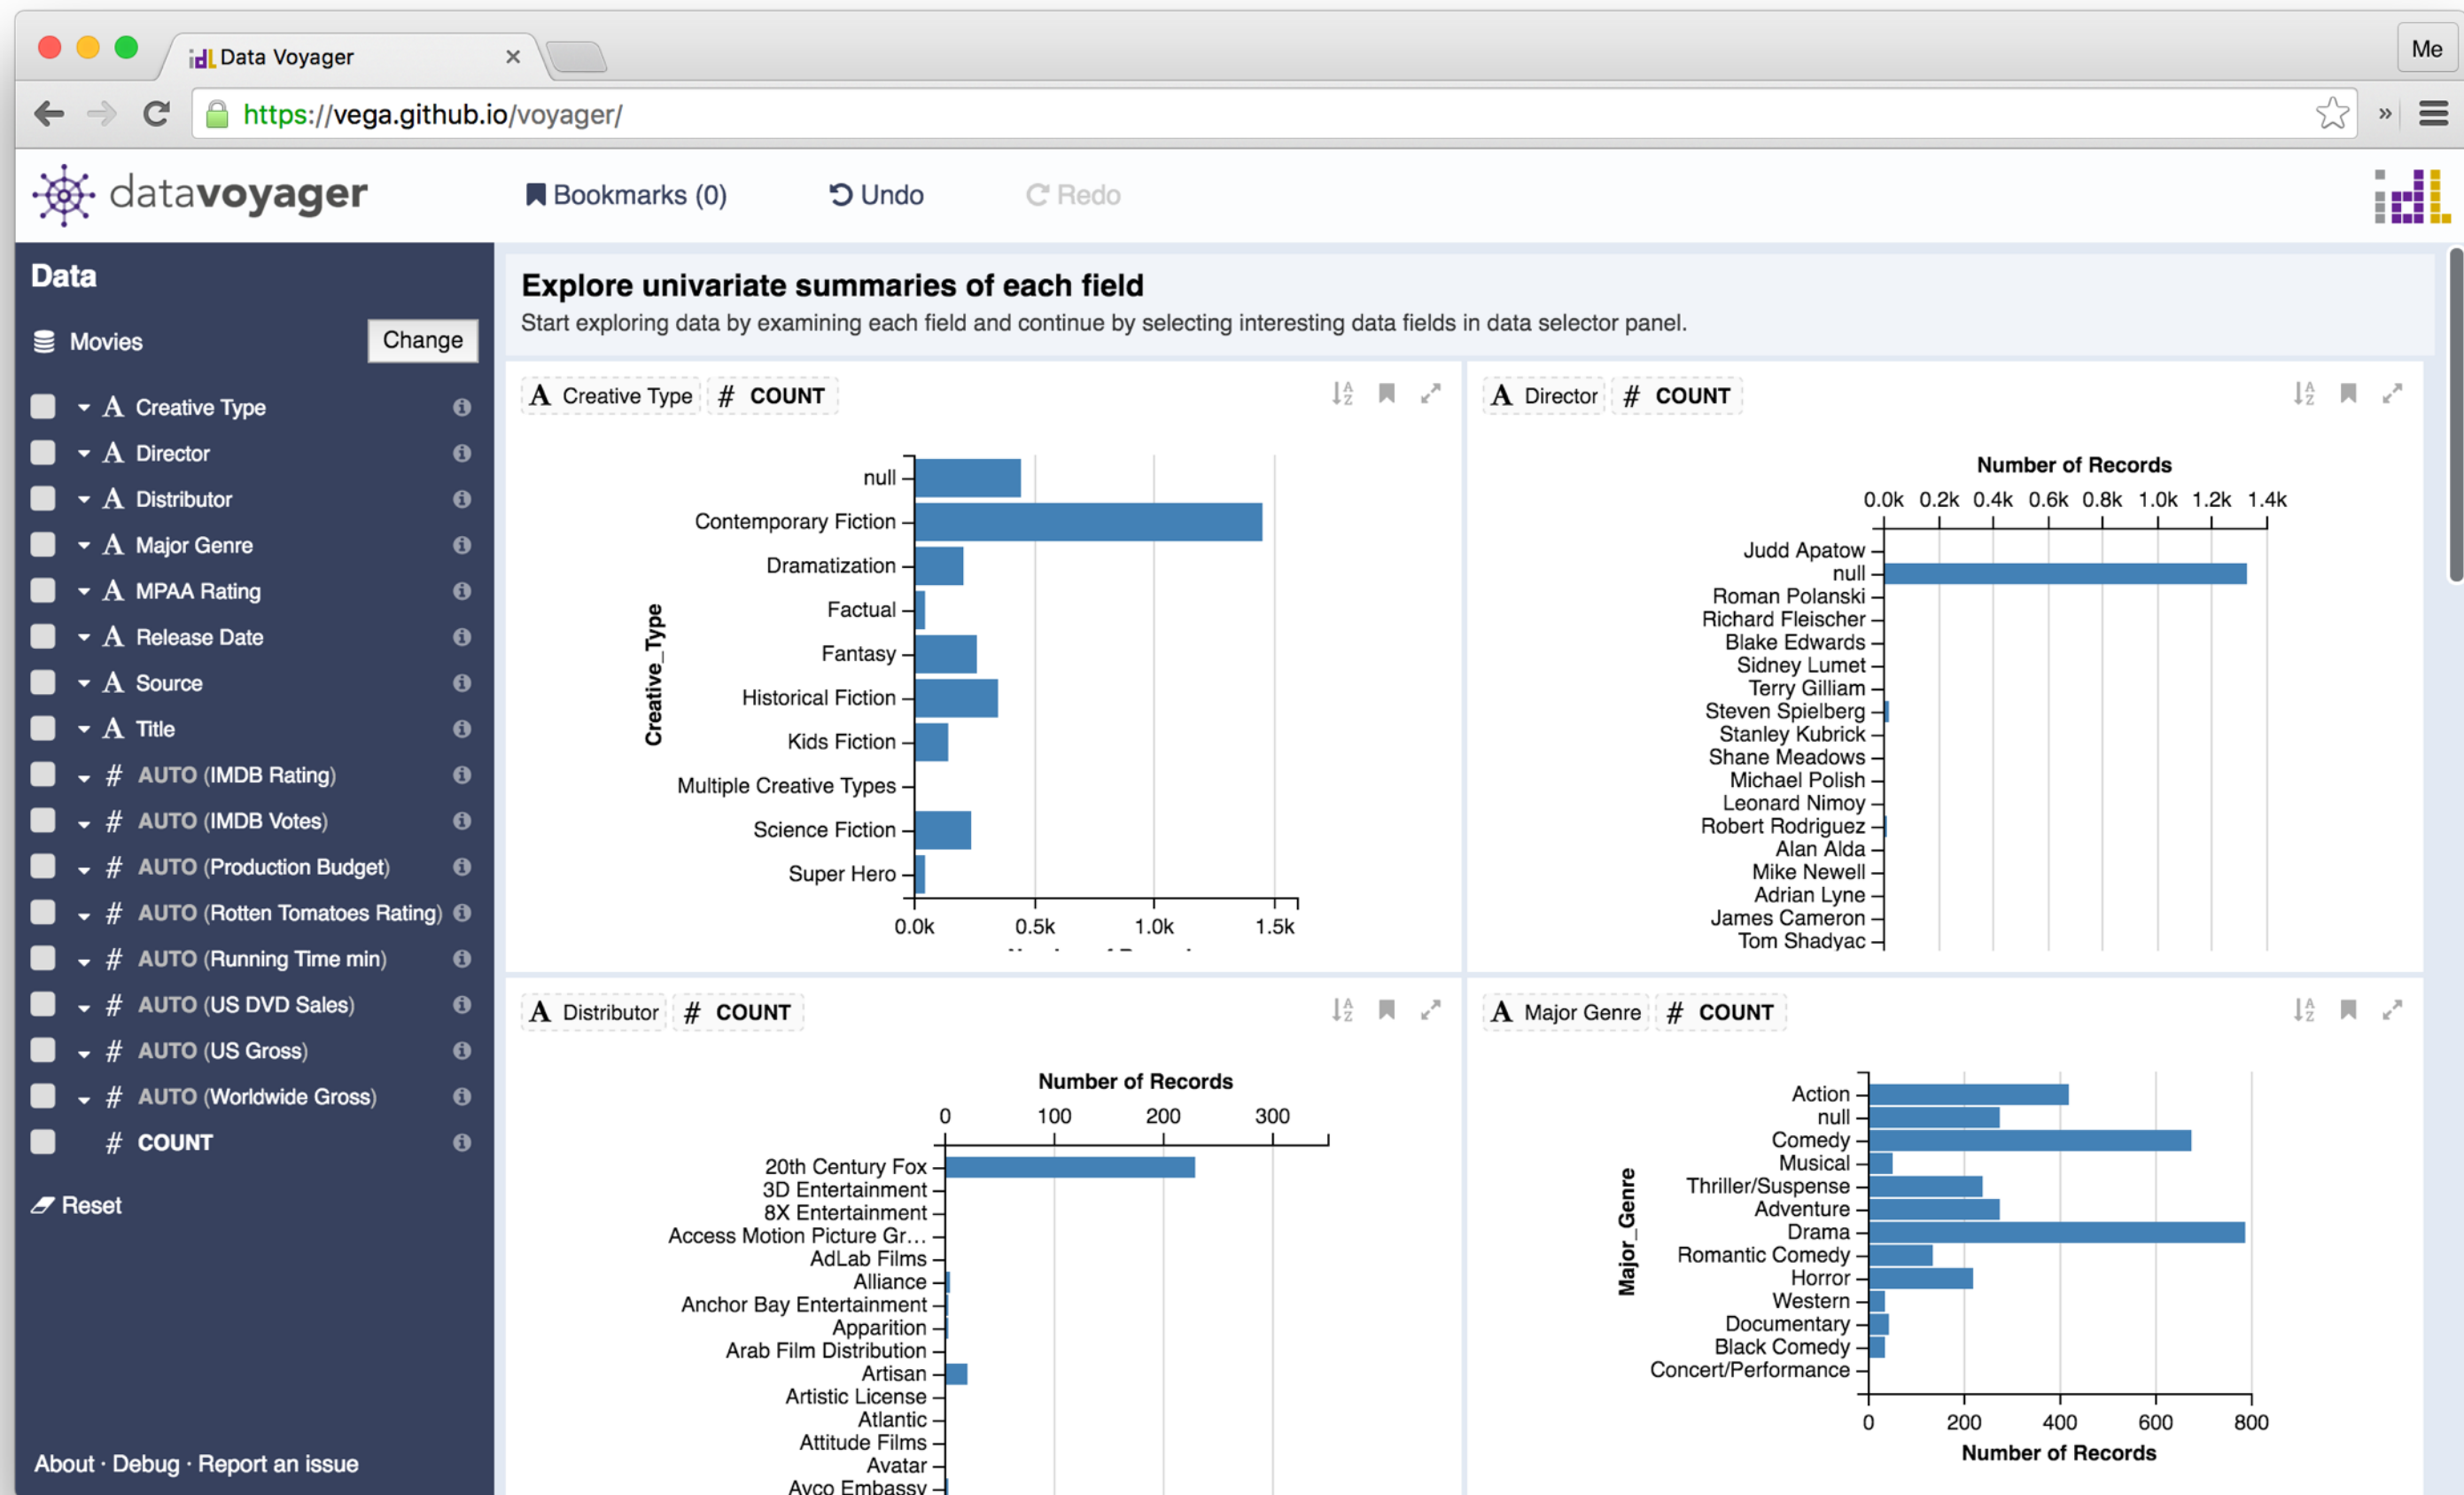 Data Voyager
Me
https://vega.github.io/voyager/
datavoyager
Bookmarks (0)
Undo
Redo
idL
Data
Movies
Change
Creative Type
Director
Distributor
Major Genre
MPAA Rating
Release Date
Source
Title
# AUTO (IMDB Rating)
# AUTO (IMDB Votes)
# AUTO (Production Budget)
# AUTO (Rotten Tomatoes Rating)
# AUTO (Running Time min)
# AUTO (US DVD Sales)
# AUTO (US Gross)
# AUTO (Worldwide Gross)
# COUNT
Reset
About · Debug · Report an issue
Explore univariate summaries of each field
Start exploring data by examining each field and continue by selecting interesting data fields in data selector panel.
A Creative Type # COUNT
Creative_Type
null
Contemporary Fiction
Dramatization
Factual
Fantasy
Historical Fiction
Kids Fiction
Multiple Creative Types
Science Fiction
Super Hero
0.0k 0.5k 1.0k 1.5k
A Director # COUNT
Number of Records
0.0k 0.2k 0.4k 0.6k 0.8k 1.0k 1.2k 1.4k
Judd Apatow
null
Roman Polanski
Richard Fleischer
Blake Edwards
Sidney Lumet
Terry Gilliam
Steven Spielberg
Stanley Kubrick
Shane Meadows
Michael Polish
Leonard Nimoy
Robert Rodriguez
Alan Alda
Mike Newell
Adrian Lyne
James Cameron
Tom Shadyac
A Distributor # COUNT
Number of Records
0 100 200 300
20th Century Fox
3D Entertainment
8X Entertainment
Access Motion Picture Gr...
AdLab Films
Alliance
Anchor Bay Entertainment
Apparition
Arab Film Distribution
Artisan
Artistic License
Atlantic
Attitude Films
Avatar
Avco Embassy
A Major Genre # COUNT
Major_Genre
Action
null
Comedy
Musical
Thriller/Suspense
Adventure
Drama
Romantic Comedy
Horror
Western
Documentary
Black Comedy
Concert/Performance
0 200 400 600 800
Number of Records